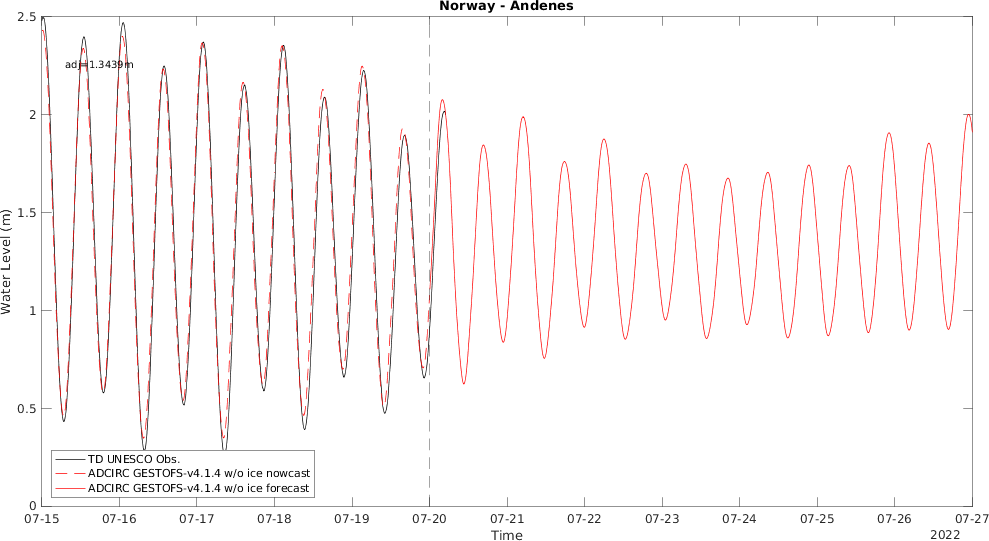 Norway - Andenes
2.5
adj=1.3439m
2
1.5
Water Level (m)
1
0.5
TD UNESCO Obs.
ADCIRC GESTOFS-v4.1.4 w/o ice nowcast
ADCIRC GESTOFS-v4.1.4 w/o ice forecast
0
07-15 07-16 07-17 07-18 07-19 07-20 07-21 07-22 07-23 07-24 07-25 07-26 07-27
Time
2022